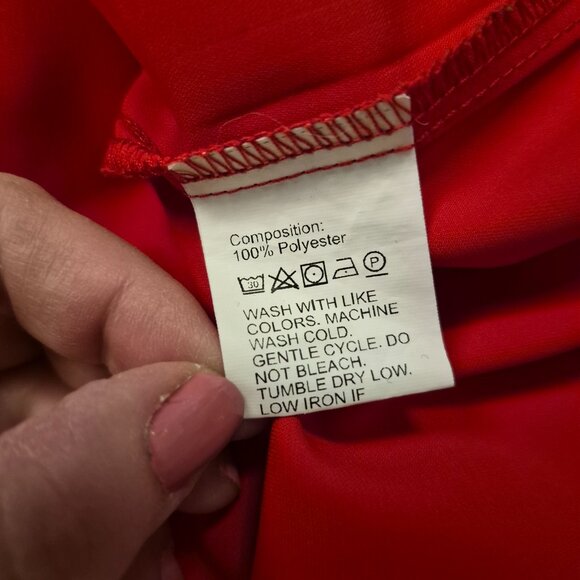 Composition:
100% Polyester
30 P
WASH WITH LIKE
COLORS. MACHINE
WASH COLD.
GENTLE CYCLE. DO
NOT BLEACH.
TUMBLE DRY LOW.
LOW IRON IF